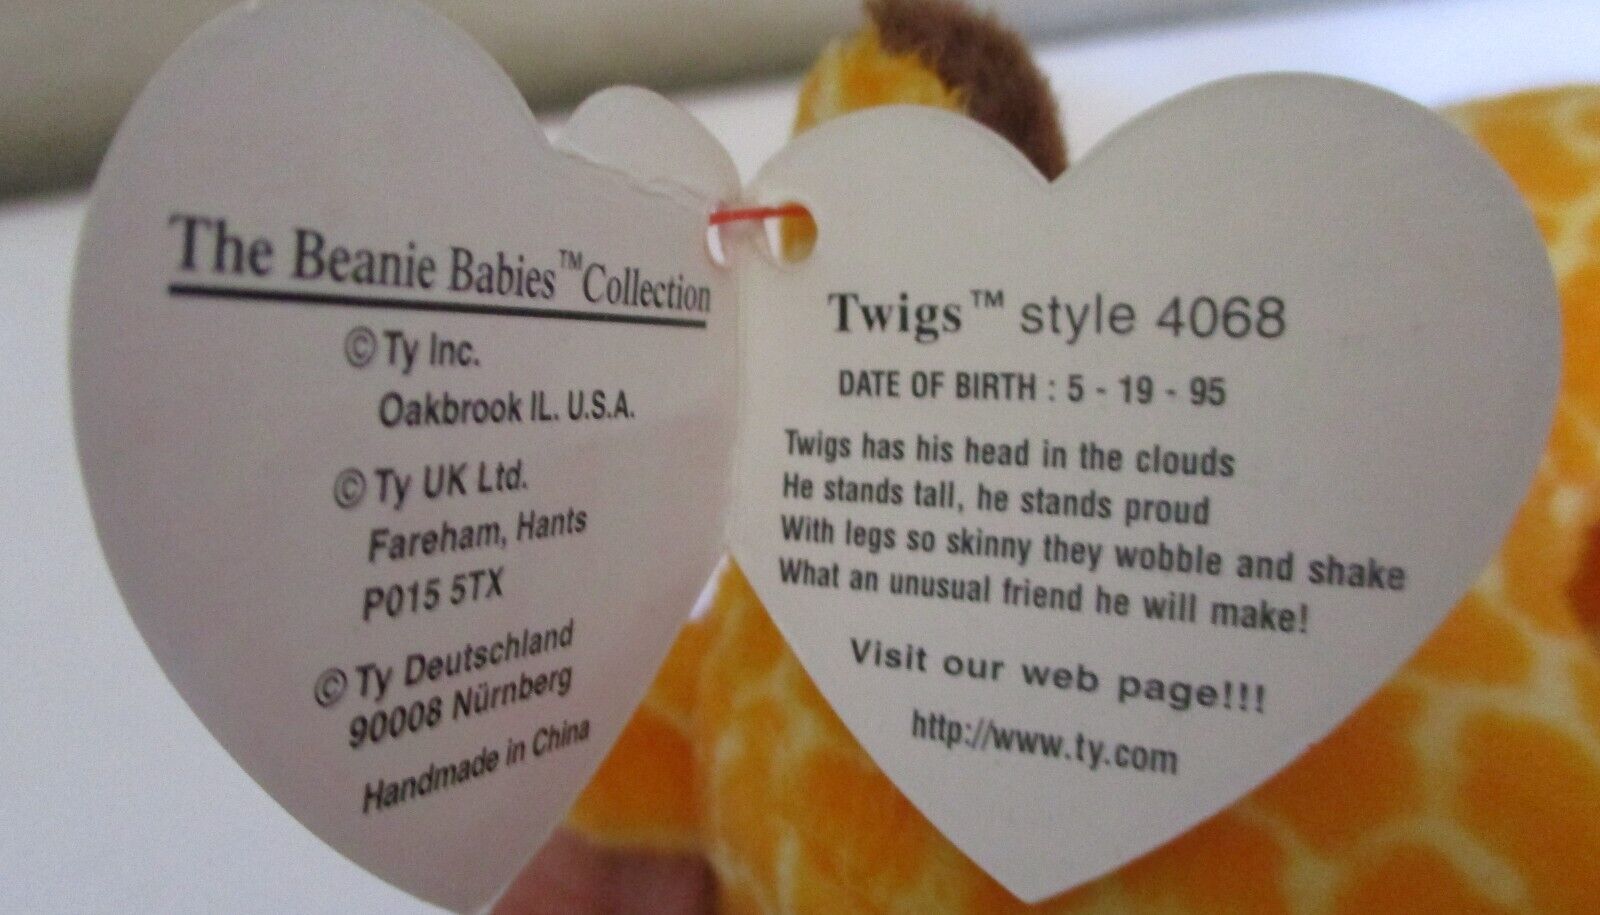 The Beanie Babies™Collection
©Ty Inc.
Oakbrook IL. U.S.A.
©Ty UK Ltd.
Fareham, Hants
P015 5TX
©Ty Deutschland
90008 Nürnberg
Handmade in China
Twigs™ style 4068
DATE OF BIRTH : 5 - 19 - 95
Twigs has his head in the clouds
He stands tall, he stands proud
With legs so skinny they wobble and shake
What an unusual friend he will make!
Visit our web page!!!
http://www.ty.com